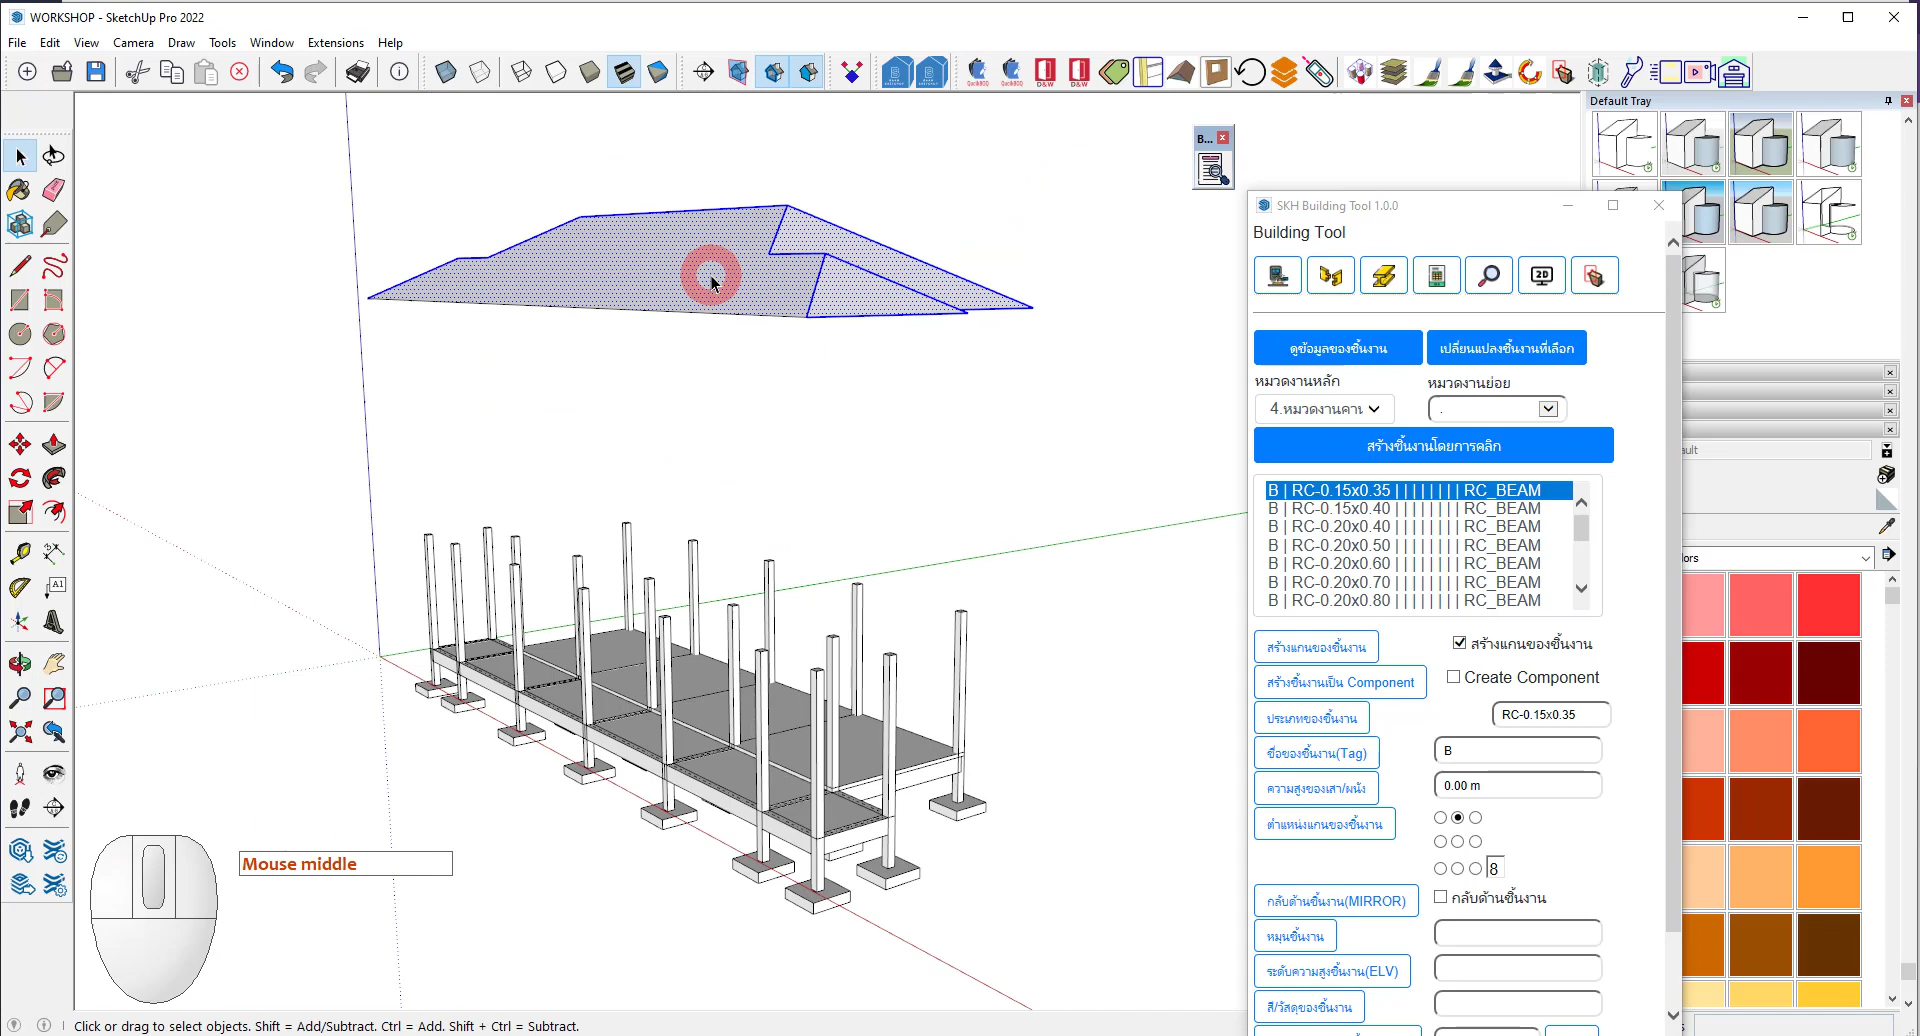 WORKSHOP - SketchUp Pro 2022
File Edit View Camera Draw Tools Window Extensions Help
QuickBOQ QuickBOQ D&W D&W
Default Tray
B...
SKH Building Tool 1.0.0
Building Tool
ดูข้อมูลของชิ้นงาน เปลี่ยนแปลงชิ้นงานที่เลือก
หมวดงานหลัก หมวดงานย่อย
4.หมวดงานคาน .
สร้างชิ้นงานโดยการคลิก
ault
B | RC-0.15x0.35 | | | | | | | | RC_BEAM
B | RC-0.15x0.40 | | | | | | | | RC_BEAM
B | RC-0.20x0.40 | | | | | | | | RC_BEAM
B | RC-0.20x0.50 | | | | | | | | RC_BEAM
B | RC-0.20x0.60 | | | | | | | | RC_BEAM
B | RC-0.20x0.70 | | | | | | | | RC_BEAM
B | RC-0.20x0.80 | | | | | | | | RC_BEAM
lors
A1
สร้างแกนของชิ้นงาน สร้างแกนของชิ้นงาน
สร้างชิ้นงานเป็น Component Create Component
ประเภทของชิ้นงาน RC-0.15x0.35
ชื่อของชิ้นงาน(Tag) B
ความสูงของเสา/ผนัง 0.00 m
ตำแหน่งแกนของชิ้นงาน
8
กลับด้านชิ้นงาน(MIRROR) กลับด้านชิ้นงาน
หมุนชิ้นงาน
ระดับความสูงชิ้นงาน(ELV)
สี/วัสดุของชิ้นงาน
Mouse middle
Click or drag to select objects. Shift = Add/Subtract. Ctrl = Add. Shift + Ctrl = Subtract.